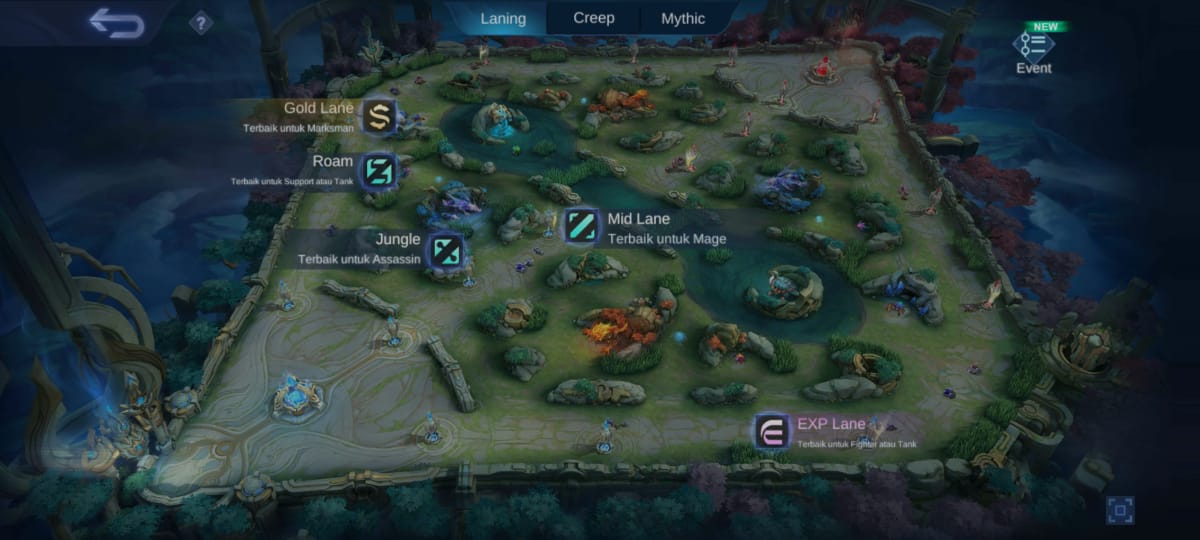 Laning
Creep
Mythic
?
NEW
Event
Gold Lane
Terbaik untuk Marksman
Roam
Terbaik untuk Support atau Tank
Mid Lane
Terbaik untuk Mage
Jungle
Terbaik untuk Assassin
EXP Lane
Terbaik untuk Fighter atau Tank